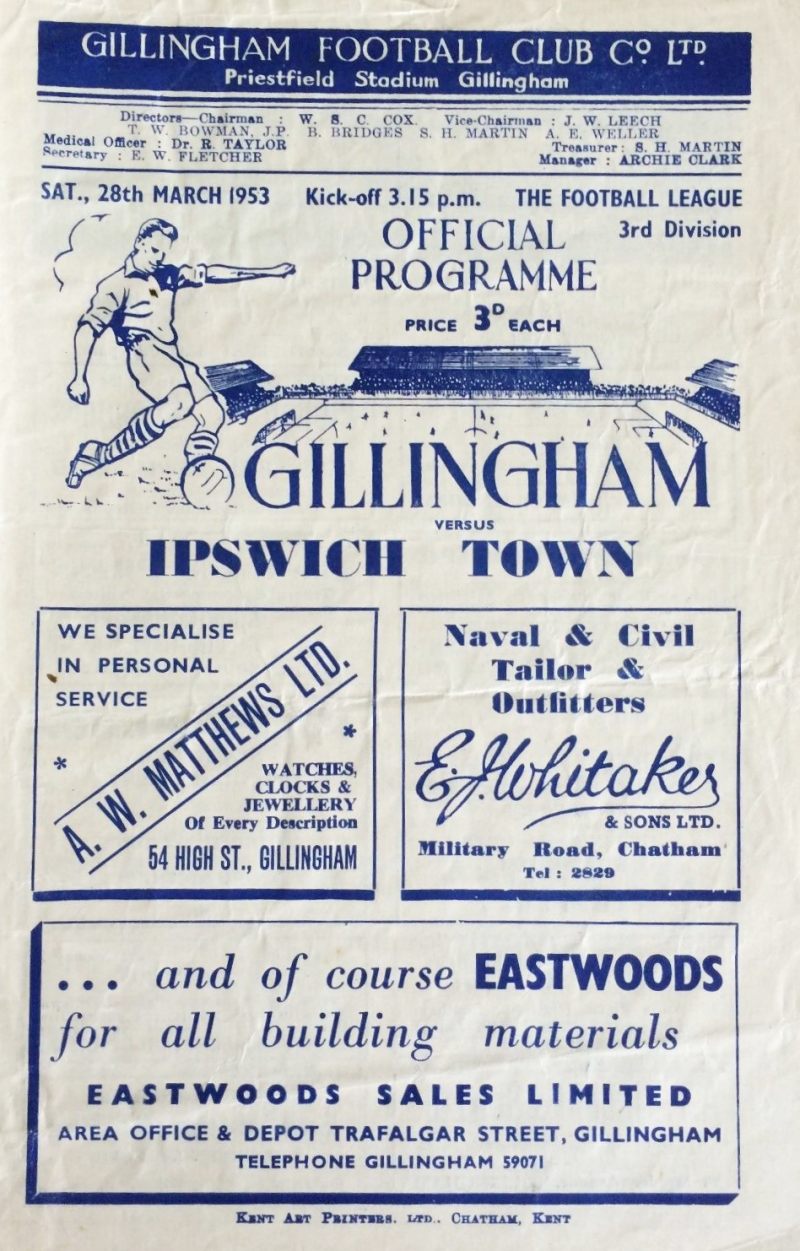 GILLINGHAM FOOTBALL CLUB Cº LTD.
Priestfield Stadium Gillingham
Directors—Chairman : W. S. C. COX. Vice-Chairman : J. W. LEECH
T. W. BOWMAN, J.P. B. BRIDGES S. H. MARTIN A. E. WELLER
Medical Officer : Dr. R. TAYLOR Treasurer : S. H. MARTIN
Secretary : E. W. FLETCHER Manager : ARCHIE CLARK
SAT., 28th MARCH 1953 Kick-off 3.15 p.m. THE FOOTBALL LEAGUE
3rd Division
OFFICIAL
PROGRAMME
PRICE 3D EACH
GILLINGHAM
VERSUS
IPSWICH TOWN
WE SPECIALISE
IN PERSONAL
SERVICE
A. W. MATTHEWS LTD.
WATCHES,
CLOCKS &
JEWELLERY
Of Every Description
54 HIGH ST., GILLINGHAM
Naval & Civil
Tailor &
Outfitters
E. J. Whitaker
& SONS LTD.
Military Road, Chatham
Tel : 2829
... and of course EASTWOODS
for all building materials
EASTWOODS SALES LIMITED
AREA OFFICE & DEPOT TRAFALGAR STREET, GILLINGHAM
TELEPHONE GILLINGHAM 59071
KENT ART PRINTERS. LTD.. CHATHAM, KENT